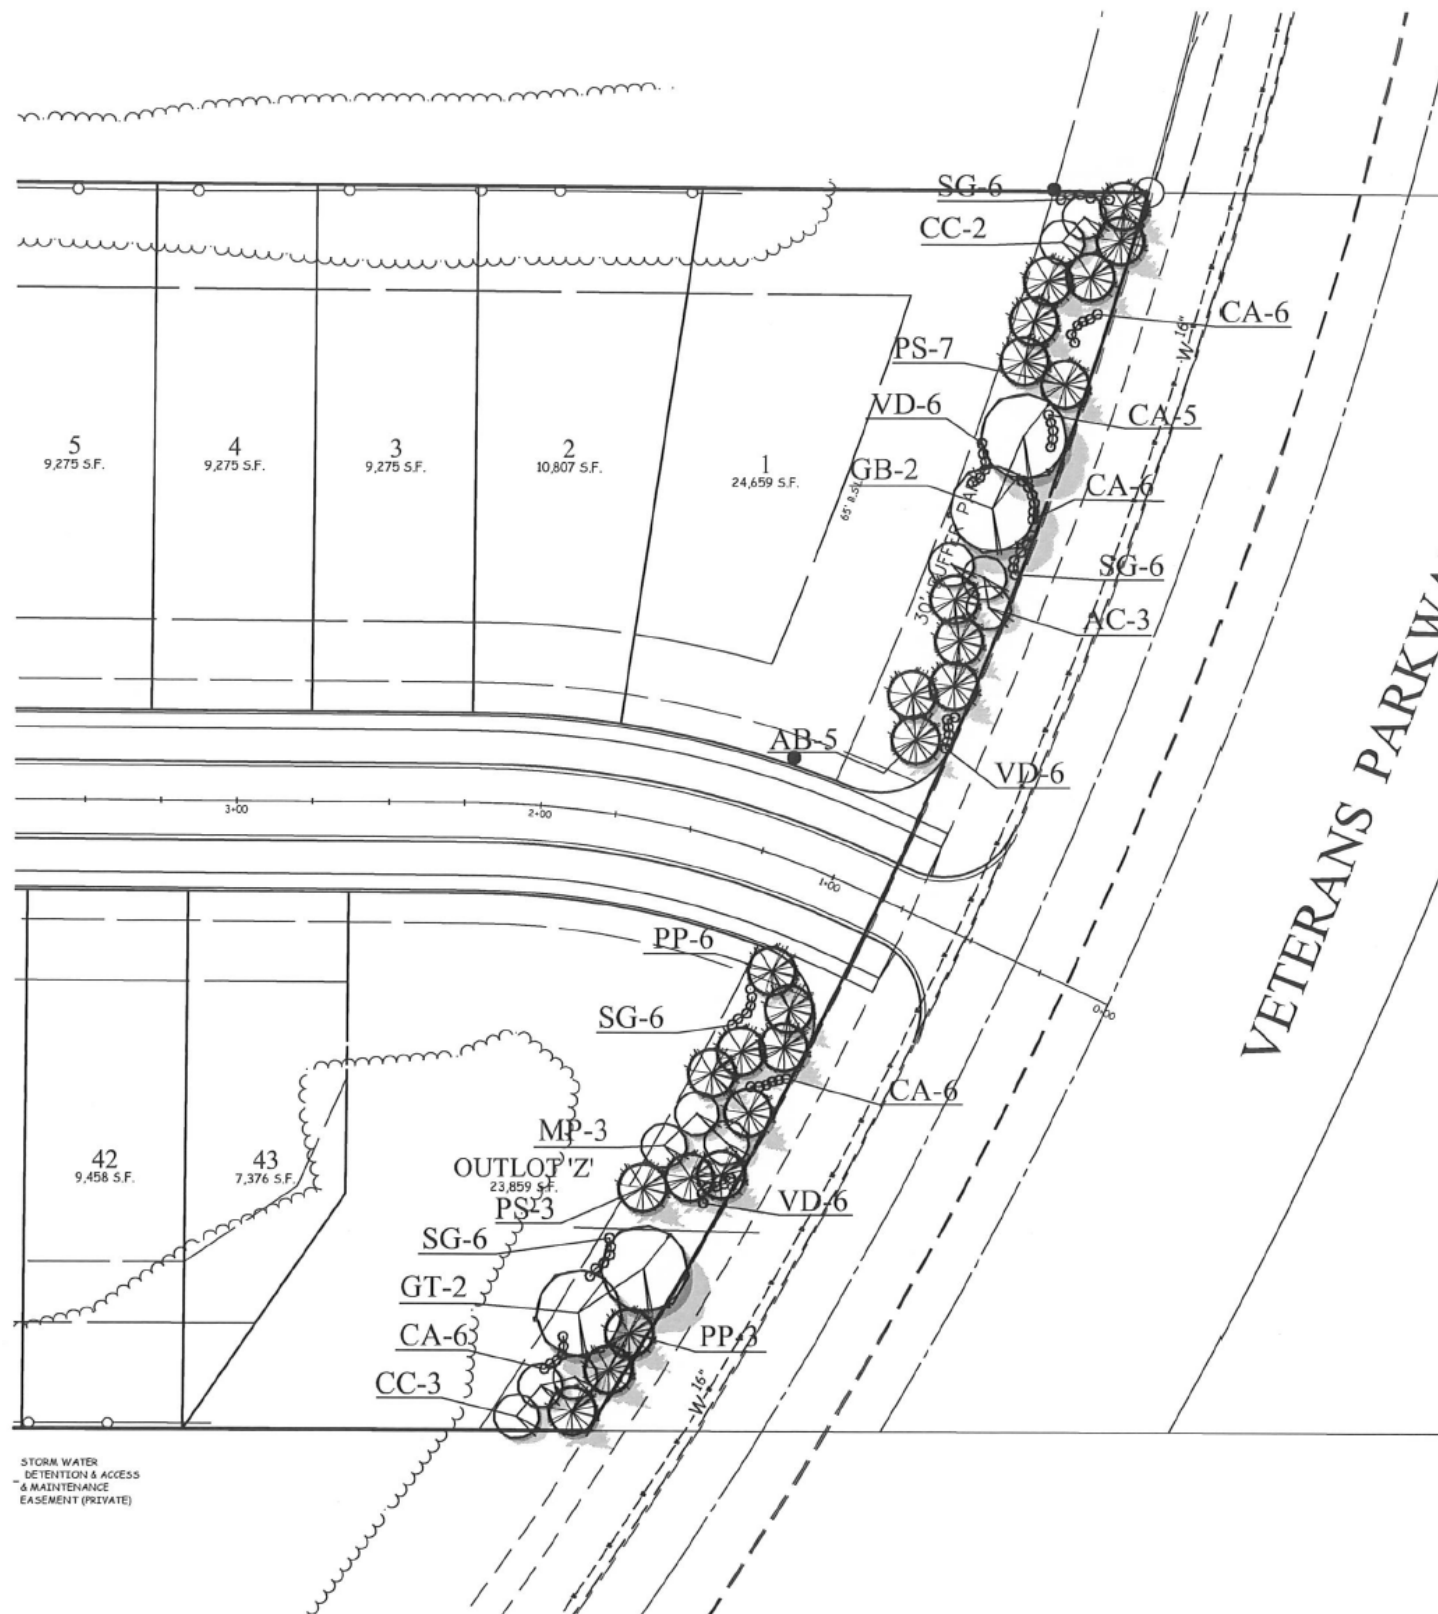 SG-6
CC-2
CA-6
W-16"
PS-7
VD-6
CA-5
5
9,275 S.F.
4
9,275 S.F.
3
9,275 S.F.
2
10,807 S.F.
1
24,659 S.F.
65' B.S.L.
GB-2
CA-6
30' BUFFER
SG-6
AC-3
AB-5
VD-6
3+00
2+00
1+00
0+00
VETERANS PARKWA
PP-6
SG-6
CA-6
MP-3
42
9,458 S.F.
43
7,376 S.F.
OUTLOT 'Z'
23,859 S.F.
PS-3
VD-6
SG-6
GT-2
CA-6
PP-3
CC-3
W-16"
STORM WATER
DETENTION & ACCESS
& MAINTENANCE
EASEMENT (PRIVATE)